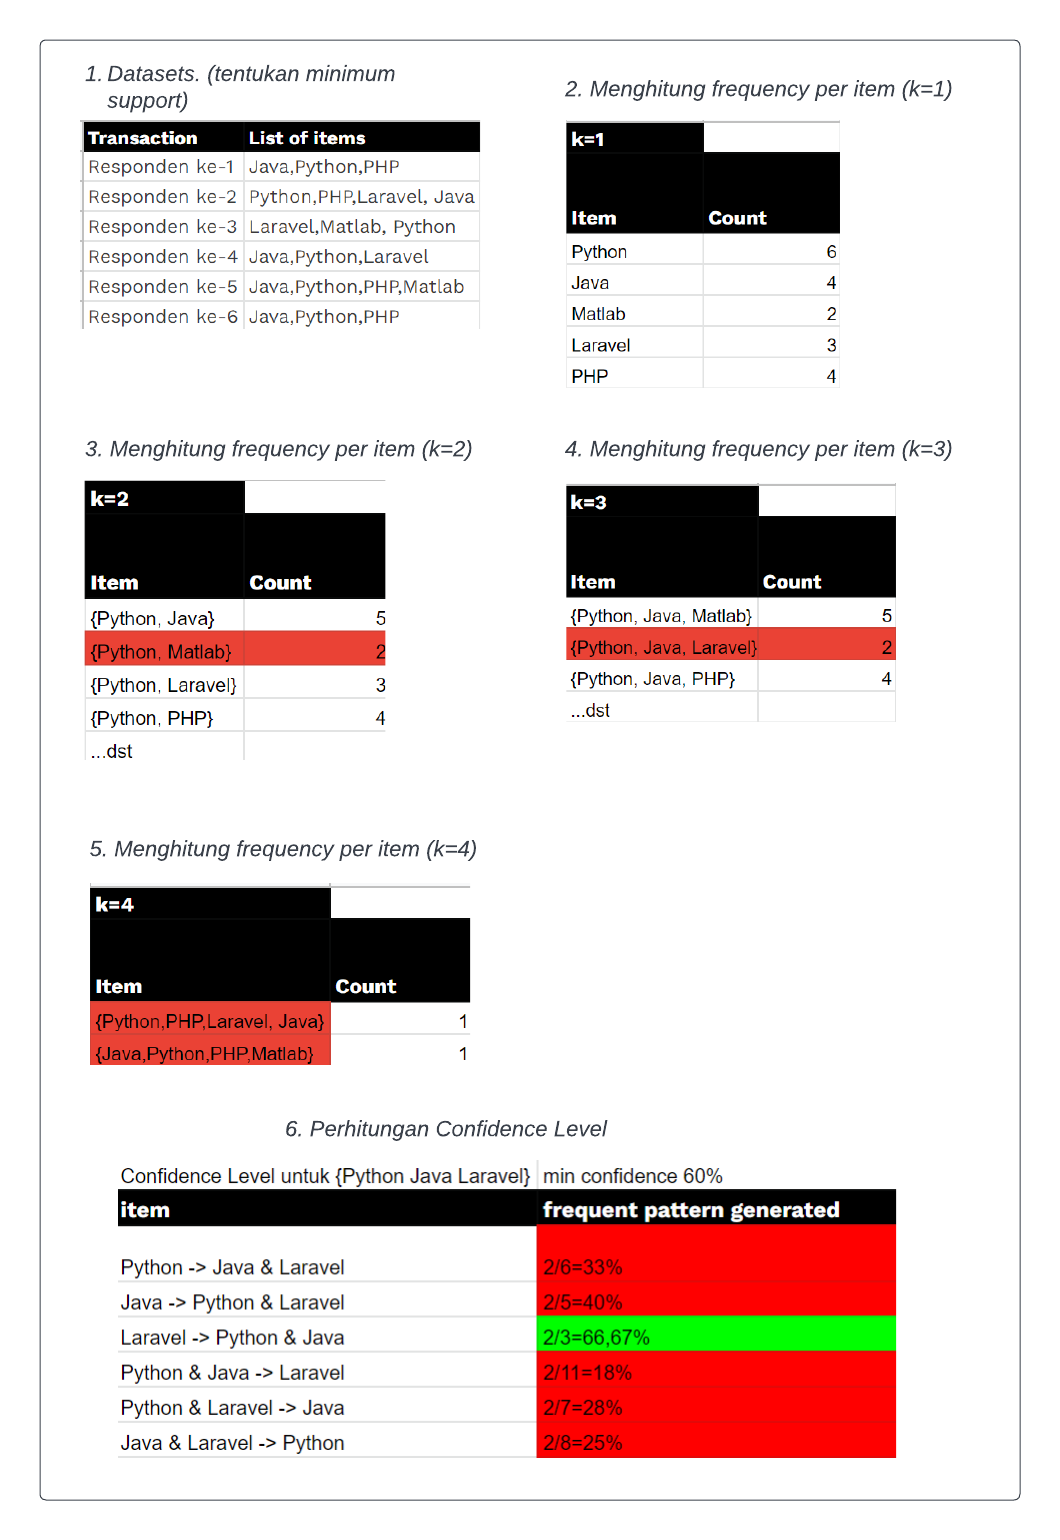 1. Datasets. (tentukan minimum
support)
Transaction List of items
Responden ke-1 Java,Python,PHP
Responden ke-2 Python,PHP,Laravel, Java
Responden ke-3 Laravel,Matlab, Python
Responden ke-4 Java,Python,Laravel
Responden ke-5 Java,Python,PHP,Matlab
Responden ke-6 Java,Python,PHP
2. Menghitung frequency per item (k=1)
k=1
Item Count
Python 6
Java 4
Matlab 2
Laravel 3
PHP 4
3. Menghitung frequency per item (k=2)
k=2
Item Count
{Python, Java} 5
{Python, Matlab} 2
{Python, Laravel} 3
{Python, PHP} 4
...dst
4. Menghitung frequency per item (k=3)
k=3
Item Count
{Python, Java, Matlab} 5
{Python, Java, Laravel} 2
{Python, Java, PHP} 4
...dst
5. Menghitung frequency per item (k=4)
k=4
Item Count
{Python,PHP,Laravel, Java} 1
{Java,Python,PHP,Matlab} 1
6. Perhitungan Confidence Level
Confidence Level untuk {Python Java Laravel} min confidence 60%
item frequent pattern generated
Python -> Java & Laravel 2/6=33%
Java -> Python & Laravel 2/5=40%
Laravel -> Python & Java 2/3=66,67%
Python & Java -> Laravel 2/11=18%
Python & Laravel -> Java 2/7=28%
Java & Laravel -> Python 2/8=25%